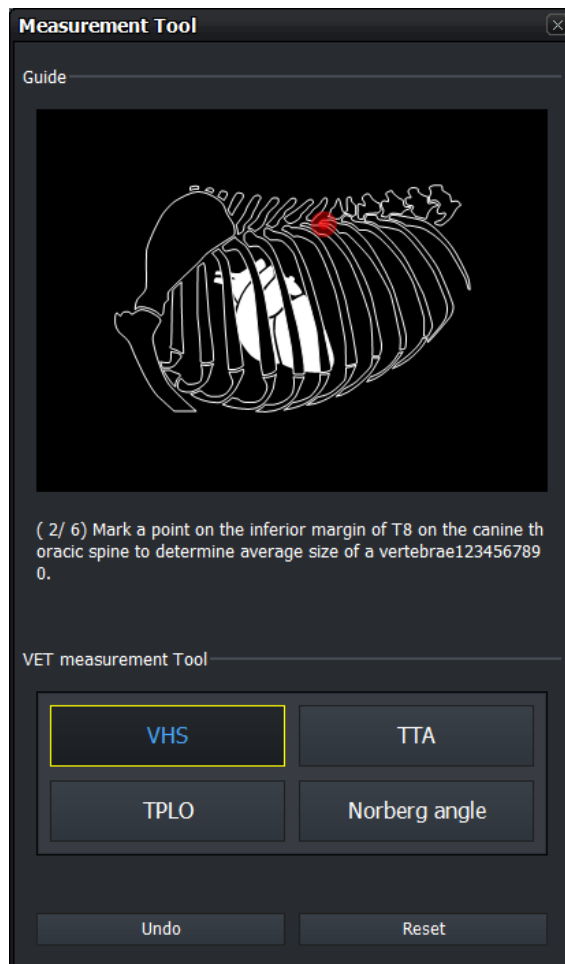 Measurement Tool
Guide
( 2/ 6) Mark a point on the inferior margin of T8 on the canine th
oracic spine to determine average size of a vertebrae123456789
0.
VET measurement Tool
VHS
TTA
TPLO
Norberg angle
Undo
Reset